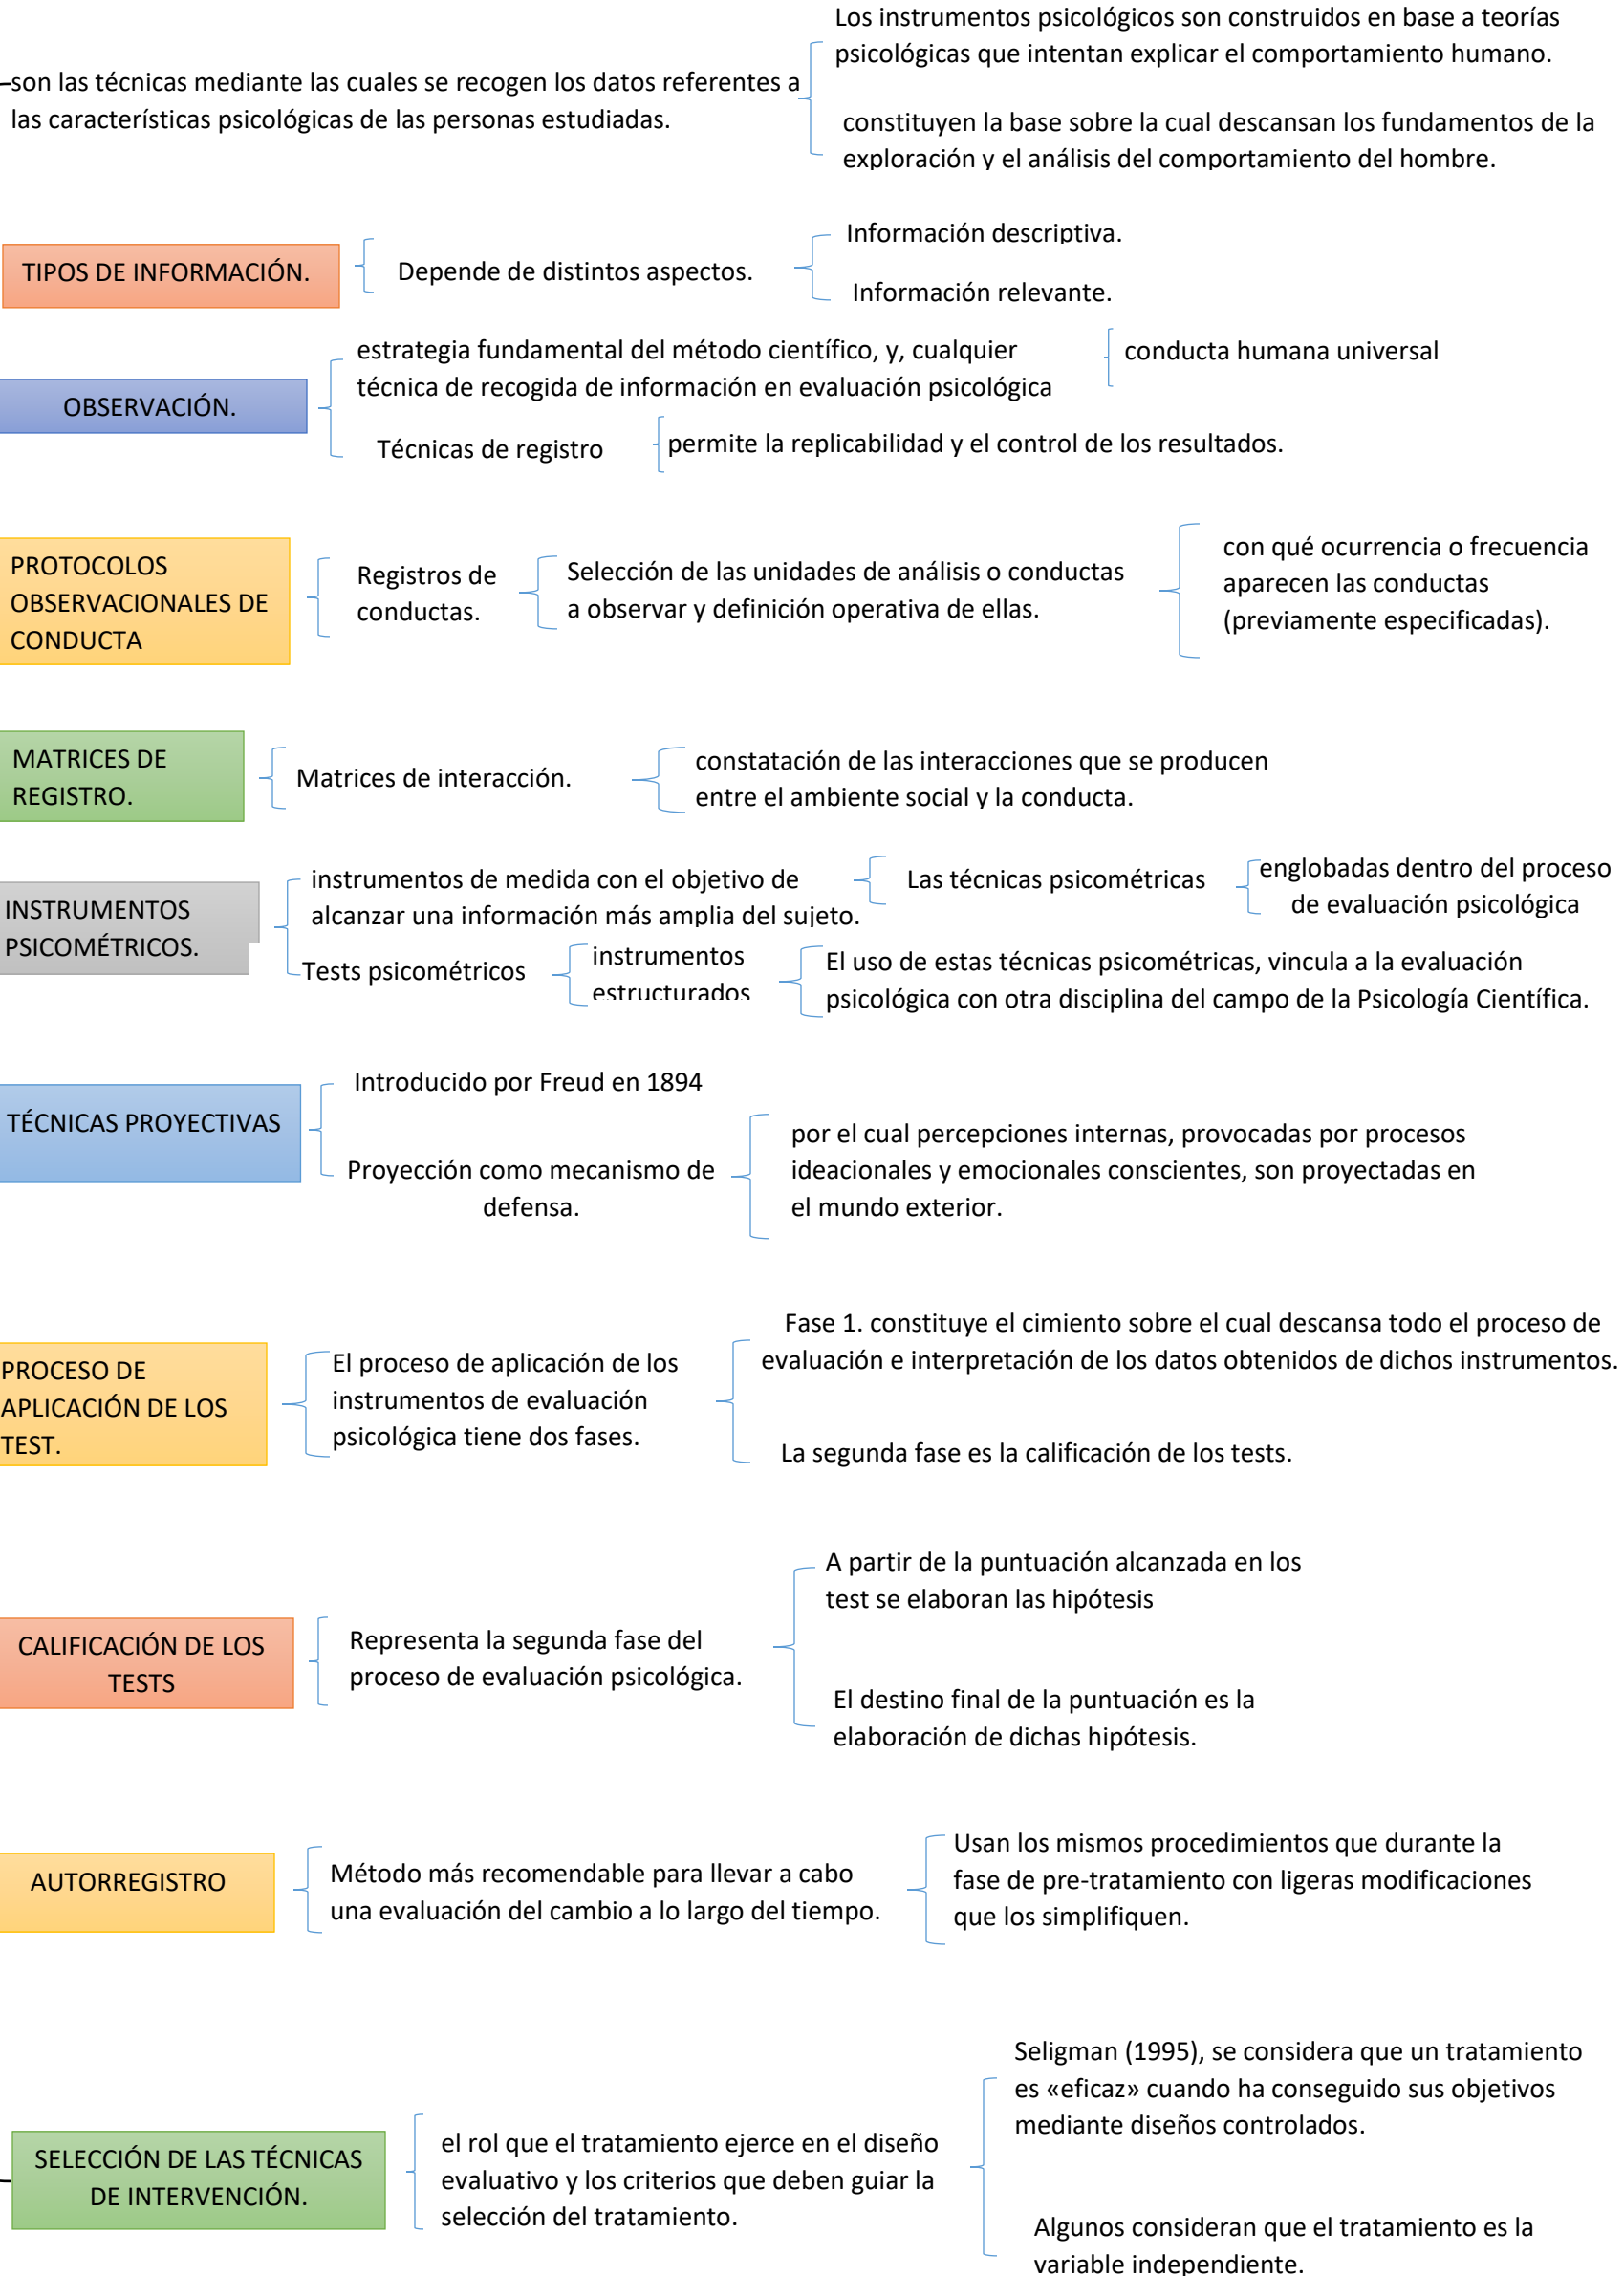 Los instrumentos psicológicos son construidos en base a teorías
psicológicas que intentan explicar el comportamiento humano.
son las técnicas mediante las cuales se recogen los datos referentes a
las características psicológicas de las personas estudiadas.
constituyen la base sobre la cual descansan los fundamentos de la
exploración y el análisis del comportamiento del hombre.
TIPOS DE INFORMACIÓN.
Depende de distintos aspectos.
Información descriptiva.
Información relevante.
OBSERVACIÓN.
estrategia fundamental del método científico, y, cualquier
técnica de recogida de información en evaluación psicológica
conducta humana universal
Técnicas de registro
permite la replicabilidad y el control de los resultados.
PROTOCOLOS
OBSERVACIONALES DE
CONDUCTA
Registros de
conductas.
Selección de las unidades de análisis o conductas
a observar y definición operativa de ellas.
con qué ocurrencia o frecuencia
aparecen las conductas
(previamente especificadas).
MATRICES DE
REGISTRO.
Matrices de interacción.
constatación de las interacciones que se producen
entre el ambiente social y la conducta.
INSTRUMENTOS
PSICOMÉTRICOS.
instrumentos de medida con el objetivo de
alcanzar una información más amplia del sujeto.
Las técnicas psicométricas
englobadas dentro del proceso
de evaluación psicológica
Tests psicométricos
instrumentos
estructurados
El uso de estas técnicas psicométricas, vincula a la evaluación
psicológica con otra disciplina del campo de la Psicología Científica.
TÉCNICAS PROYECTIVAS
Introducido por Freud en 1894
Proyección como mecanismo de
defensa.
por el cual percepciones internas, provocadas por procesos
ideacionales y emocionales conscientes, son proyectadas en
el mundo exterior.
PROCESO DE
APLICACIÓN DE LOS
TEST.
El proceso de aplicación de los
instrumentos de evaluación
psicológica tiene dos fases.
Fase 1. constituye el cimiento sobre el cual descansa todo el proceso de
evaluación e interpretación de los datos obtenidos de dichos instrumentos.
La segunda fase es la calificación de los tests.
CALIFICACIÓN DE LOS
TESTS
Representa la segunda fase del
proceso de evaluación psicológica.
A partir de la puntuación alcanzada en los
test se elaboran las hipótesis
El destino final de la puntuación es la
elaboración de dichas hipótesis.
AUTORREGISTRO
Método más recomendable para llevar a cabo
una evaluación del cambio a lo largo del tiempo.
Usan los mismos procedimientos que durante la
fase de pre-tratamiento con ligeras modificaciones
que los simplifiquen.
SELECCIÓN DE LAS TÉCNICAS
DE INTERVENCIÓN.
el rol que el tratamiento ejerce en el diseño
evaluativo y los criterios que deben guiar la
selección del tratamiento.
Seligman (1995), se considera que un tratamiento
es «eficaz» cuando ha conseguido sus objetivos
mediante diseños controlados.
Algunos consideran que el tratamiento es la
variable independiente.